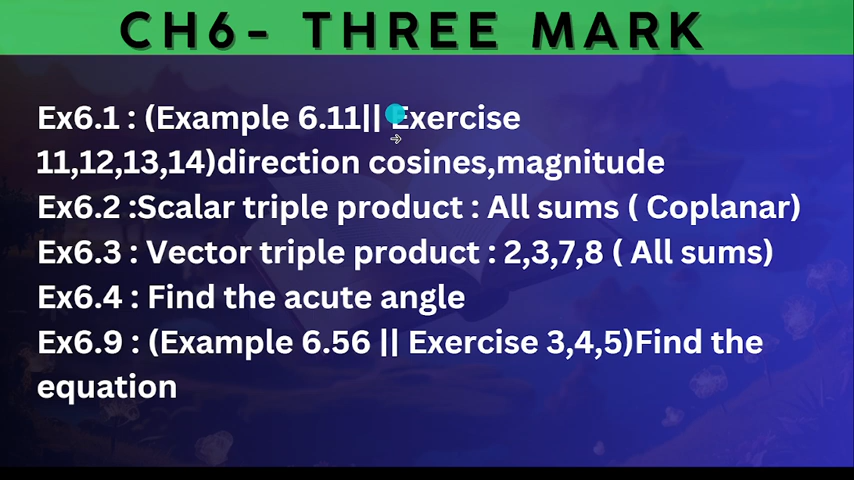 CH6- THREE MARK
Ex6.1 : (Example 6.11|| Exercise
11,12,13,14)direction cosines,magnitude
Ex6.2 :Scalar triple product : All sums ( Coplanar)
Ex6.3 : Vector triple product : 2,3,7,8 ( All sums)
Ex6.4 : Find the acute angle
Ex6.9 : (Example 6.56 || Exercise 3,4,5)Find the
equation